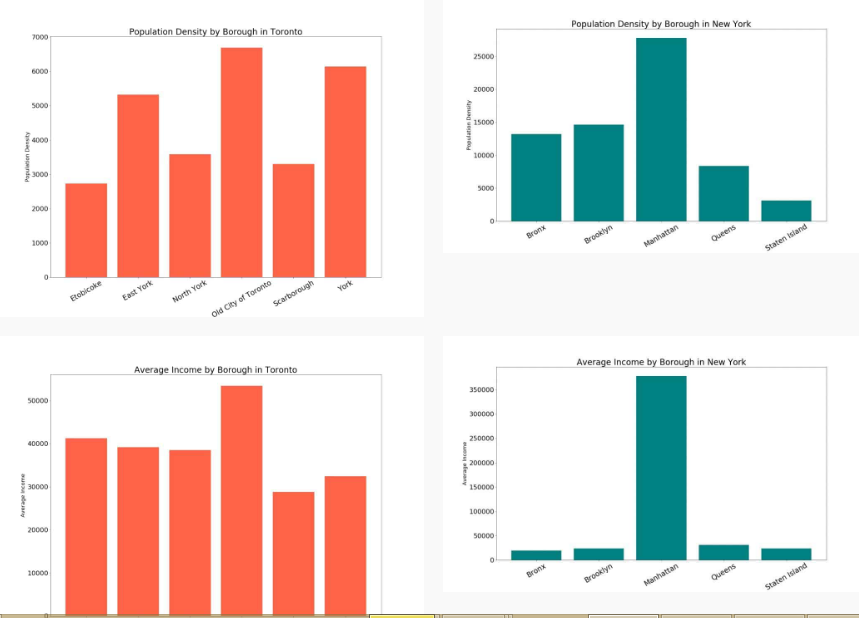 Population Density by Borough in Toronto
7000
6000
5000
4000
3000
2000
1000
0
Population Density
Etobicoke
East York
North York
Old City of Toronto
Scarborough
York
Population Density by Borough in New York
25000
20000
15000
10000
5000
0
Population Density
Bronx
Brooklyn
Manhattan
Queens
Staten Island
Average Income by Borough in Toronto
50000
40000
30000
20000
10000
0
Average Income
Average Income by Borough in New York
350000
300000
250000
200000
150000
100000
50000
0
Average Income
Bronx
Brooklyn
Manhattan
Queens
Staten Island